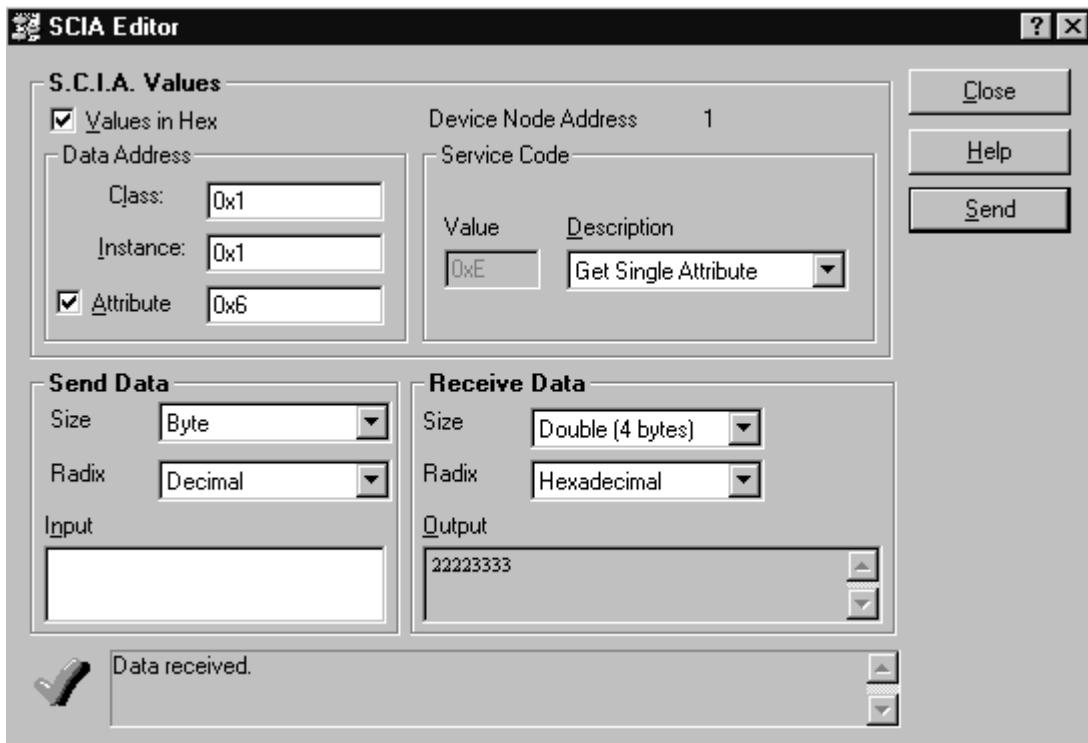 SCIA Editor
S.C.I.A. Values
Values in Hex
Device Node Address 1
Data Address
Class: 0x1
Instance: 0x1
Attribute 0x6
Service Code
Value Description
0xE Get Single Attribute
Close
Help
Send
Send Data
Size Byte
Radix Decimal
Input
Receive Data
Size Double (4 bytes)
Radix Hexadecimal
Output
22223333
Data received.